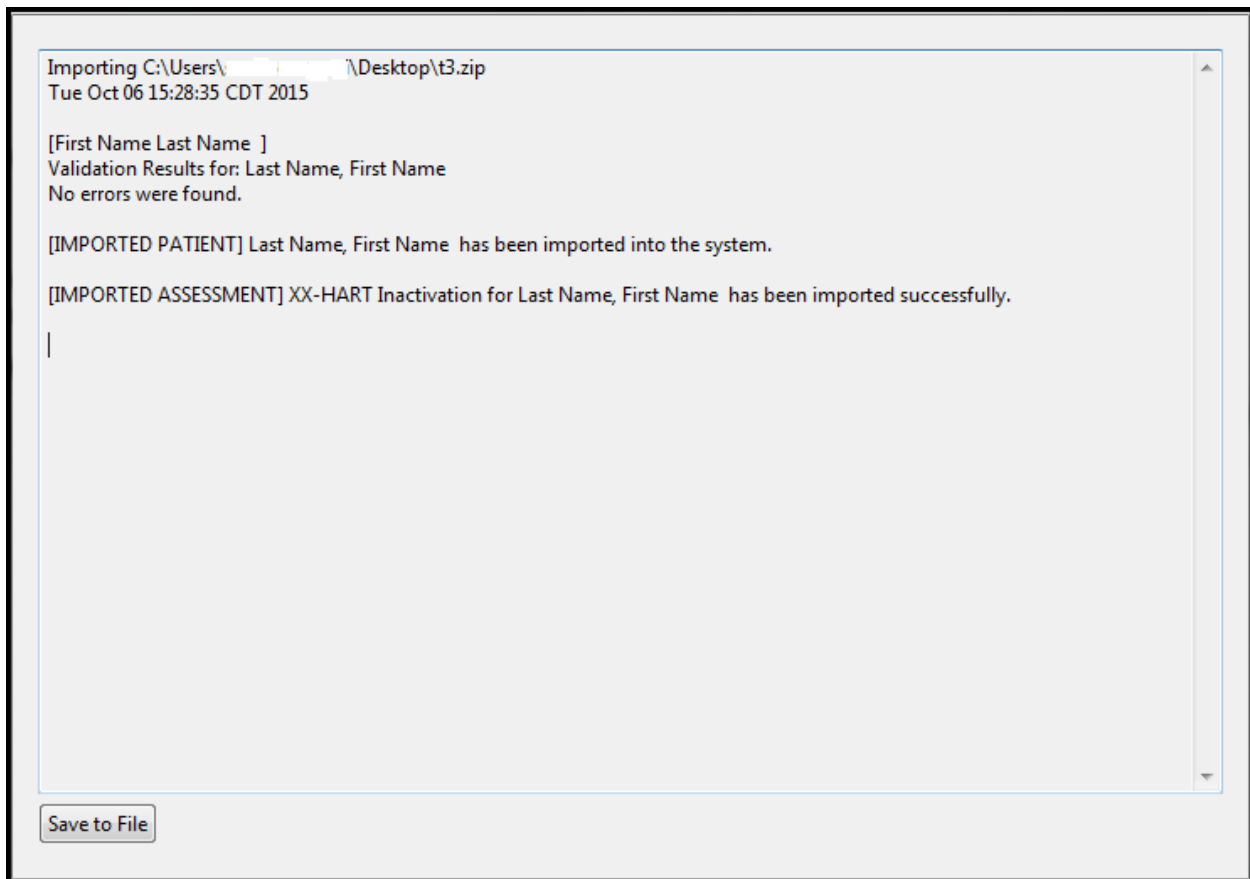 Importing C:\Users\ \Desktop\t3.zip
Tue Oct 06 15:28:35 CDT 2015
[First Name Last Name  ]
Validation Results for: Last Name, First Name
No errors were found.
[IMPORTED PATIENT] Last Name, First Name  has been imported into the system.
[IMPORTED ASSESSMENT] XX-HART Inactivation for Last Name, First Name  has been imported successfully.
Save to File